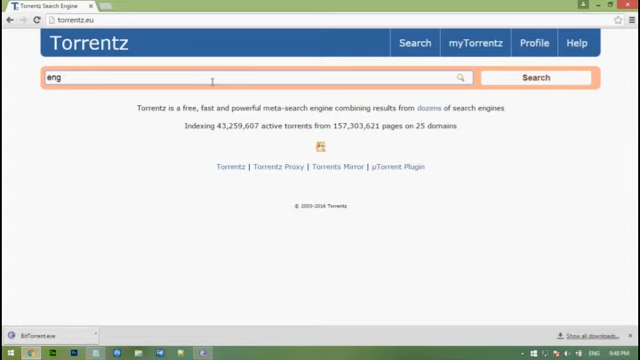 Torrentz Search Engine
torrentz.eu
Torrentz
Search
myTorrentz
Profile
Help
eng
Search
Torrentz is a free, fast and powerful meta-search engine combining results from dozens of search engines
Indexing 43,259,607 active torrents from 157,303,621 pages on 25 domains
Torrentz | Torrentz Proxy | Torrents Mirror | µTorrent Plugin
© 2003-2016 Torrentz
BitTorrent.exe
Show all downloads...
ENG
9:48 PM